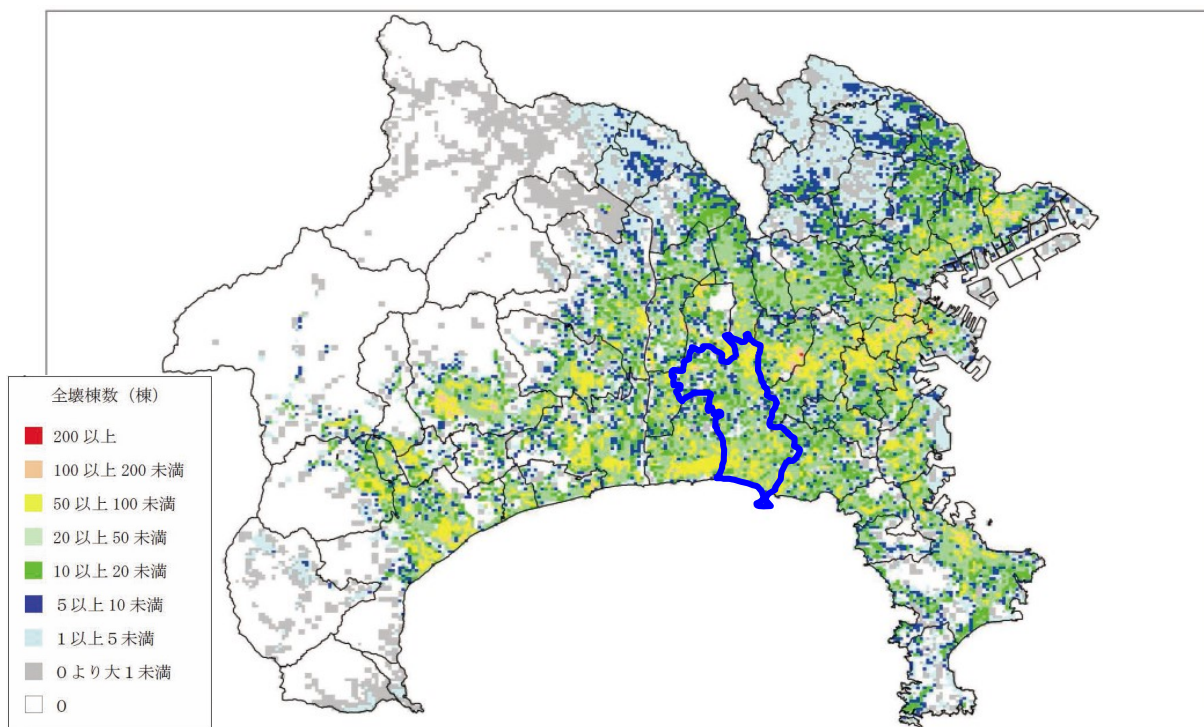 全壊棟数（棟）
200 以上
100 以上 200 未満
50 以上 100 未満
20 以上 50 未満
10 以上 20 未満
５以上 10 未満
１以上５未満
０より大１未満
０